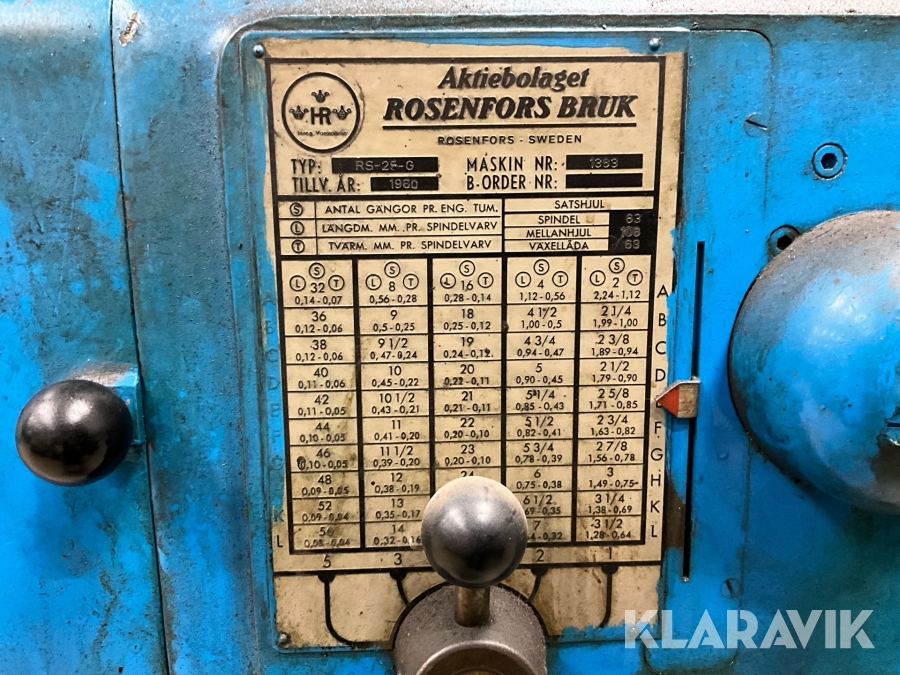 Aktiebolaget
ROSENFORS BRUK
ROSENFORS - SWEDEN
HR
TYP: RS-2F-G MASKIN NR: 1383
TILLV. ÅR: 1960 B-ORDER NR:
S ANTAL GÄNGOR PR. ENG. TUM. SATSHJUL
L LÄNGDM. MM. PR. SPINDELVARV SPINDEL 63
T TVÄRM. MM. PR. SPINDELVARV MELLANHJUL 108
VÄXELLÅDA 63
S S S S S
L 32 T L 8 T L 16 T L 4 T L 2 T A
0,14-0,07 0,56-0,28 0,28-0,14 1,12-0,56 2,24-1,12
B 36 9 18 4 1/2 2 1/4 B
0,12-0,06 0,5-0,25 0,25-0,12 1,00-0,5 1,99-1,00
C 38 9 1/2 19 4 3/4 2 3/8 C
0,12-0,06 0,47-0,24 0,24-0,12 0,94-0,47 1,89-0,94
D 40 10 20 5 2 1/2 D
0,11-0,06 0,45-0,22 0,22-0,11 0,90-0,45 1,79-0,90
E 42 10 1/2 21 5 1/4 2 5/8
0,11-0,05 0,43-0,21 0,21-0,11 0,85-0,43 1,71-0,85
F 44 11 22 5 1/2 2 3/4 F
0,10-0,05 0,41-0,20 0,20-0,10 0,82-0,41 1,63-0,82
G 46 11 1/2 23 5 3/4 2 7/8 G
0,10-0,05 0,39-0,20 0,20-0,10 0,78-0,39 1,56-0,78
48 12 24 6 3 H
0,09-0,05 0,38-0,19 0,75-0,38 1,49-0,75
K 52 13 6 1/2 3 1/4 K
0,09-0,04 0,35-0,17 0,69-0,35 1,38-0,69
L 56 14 7 3 1/2 L
0,08-0,04 0,32-0,16 64-0,32 1,28-0,64
5 3 2 1
KLARAVIK